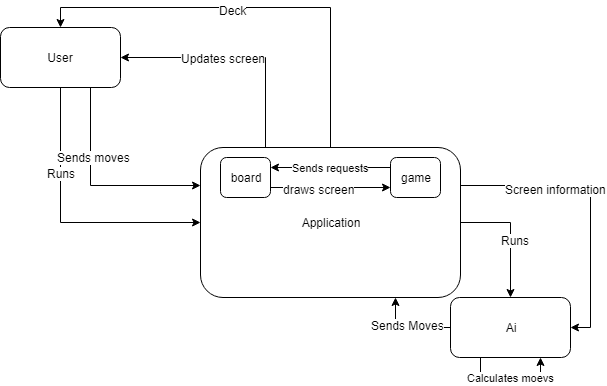 Deck
User
Updates screen
Sends moves
Runs
Sends requests
board
game
draws screen
Screen information
Application
Runs
Sends Moves
Ai
Calculates moevs